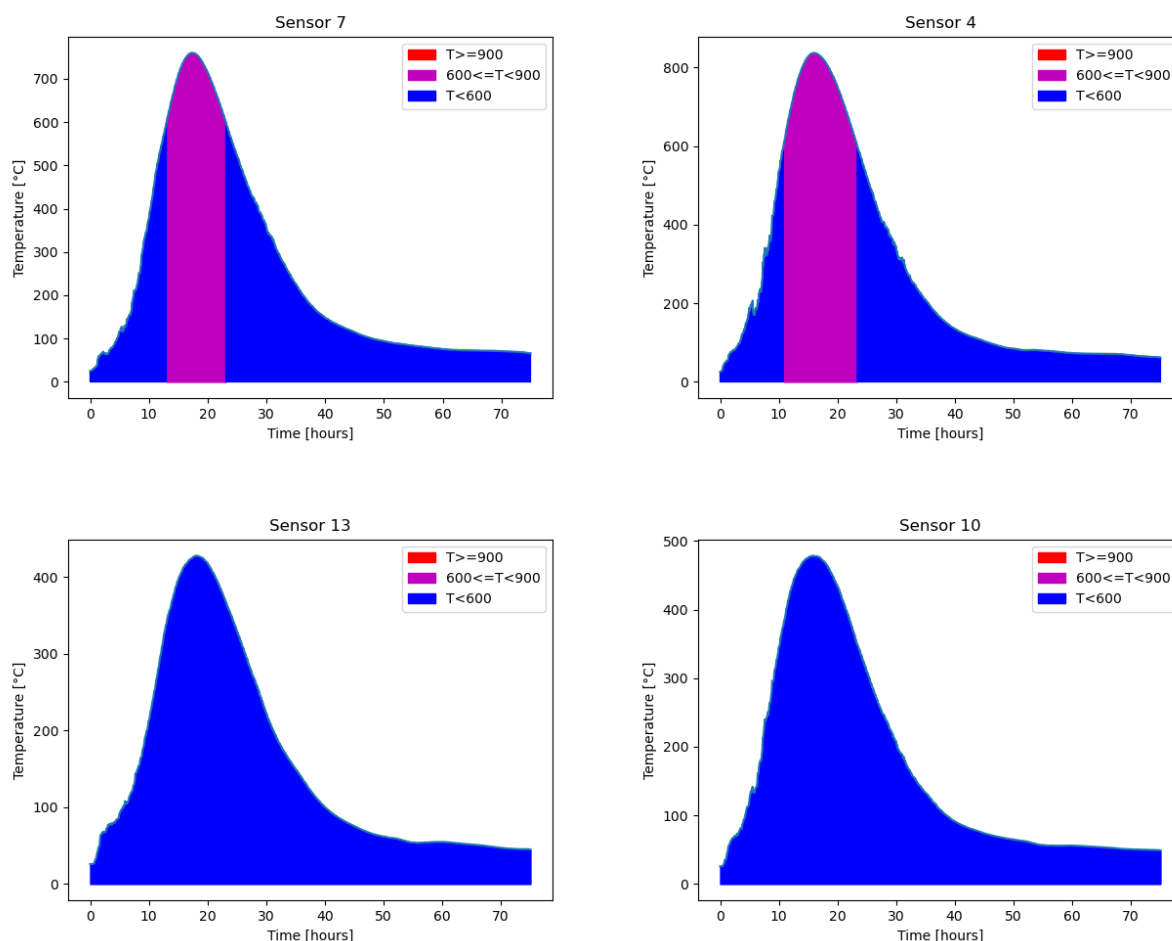 Sensor 7
T>=900
600<=T<900
T<600
700
600
500
400
300
200
100
0
Temperature [°C]
0 10 20 30 40 50 60 70
Time [hours]
Sensor 4
T>=900
600<=T<900
T<600
800
600
400
200
0
Temperature [°C]
0 10 20 30 40 50 60 70
Time [hours]
Sensor 13
T>=900
600<=T<900
T<600
400
300
200
100
0
Temperature [°C]
0 10 20 30 40 50 60 70
Time [hours]
Sensor 10
T>=900
600<=T<900
T<600
500
400
300
200
100
0
Temperature [°C]
0 10 20 30 40 50 60 70
Time [hours]